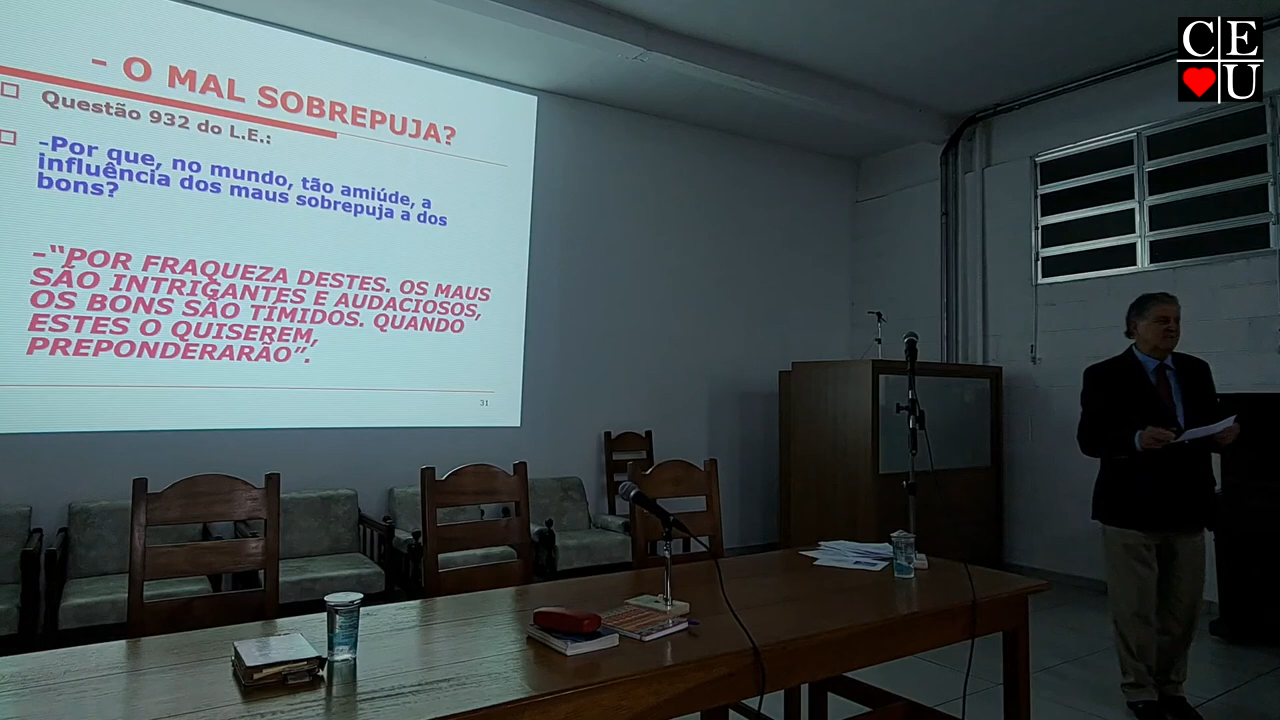 - O MAL SOBREPUJA?
Questão 932 do L.E.:
-Por que, no mundo, tão amiúde, a
influência dos maus sobrepuja a dos
bons?
-“POR FRAQUEZA DESTES. OS MAUS
SÃO INTRIGANTES E AUDACIOSOS,
OS BONS SÃO TÍMIDOS. QUANDO
ESTES O QUISEREM,
PREPONDERARÃO”.
31
C E
U